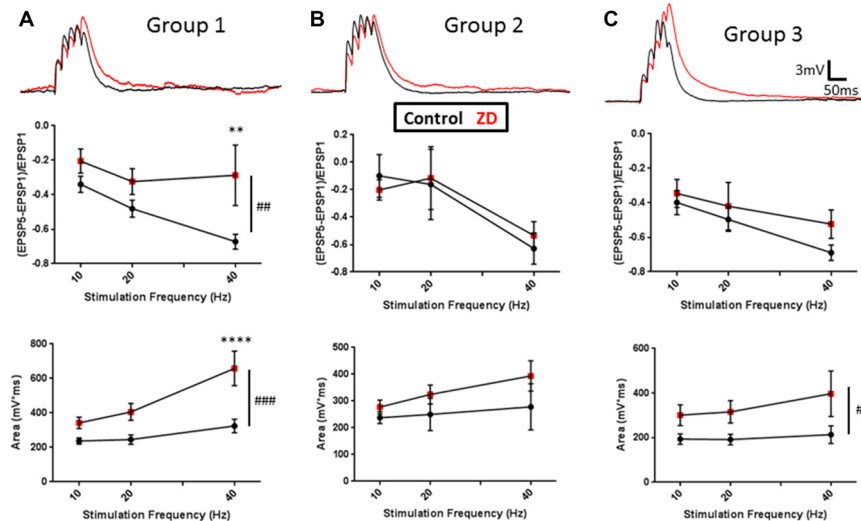 A
Group 1
B
Group 2
C
Group 3
3mV
50ms
Control ZD
(EPSP5-EPSP1)/EPSP1
0.0
-0.2
-0.4
-0.6
-0.8
**
##
10
20
40
Stimulation Frequency (Hz)
(EPSP5-EPSP1)/EPSP1
0.2
0.0
-0.2
-0.4
-0.6
-0.8
10
20
40
Stimulation Frequency (Hz)
(EPSP5-EPSP1)/EPSP1
0.0
-0.2
-0.4
-0.6
-0.8
10
20
40
Stimulation Frequency (Hz)
Area (mV*ms)
800
600
400
200
0
****
###
10
20
40
Stimulation Frequency (Hz)
Area (mV*ms)
500
400
300
200
100
0
10
20
40
Stimulation Frequency (Hz)
Area (mV*ms)
600
400
200
0
#
10
20
40
Stimulation Frequency (Hz)